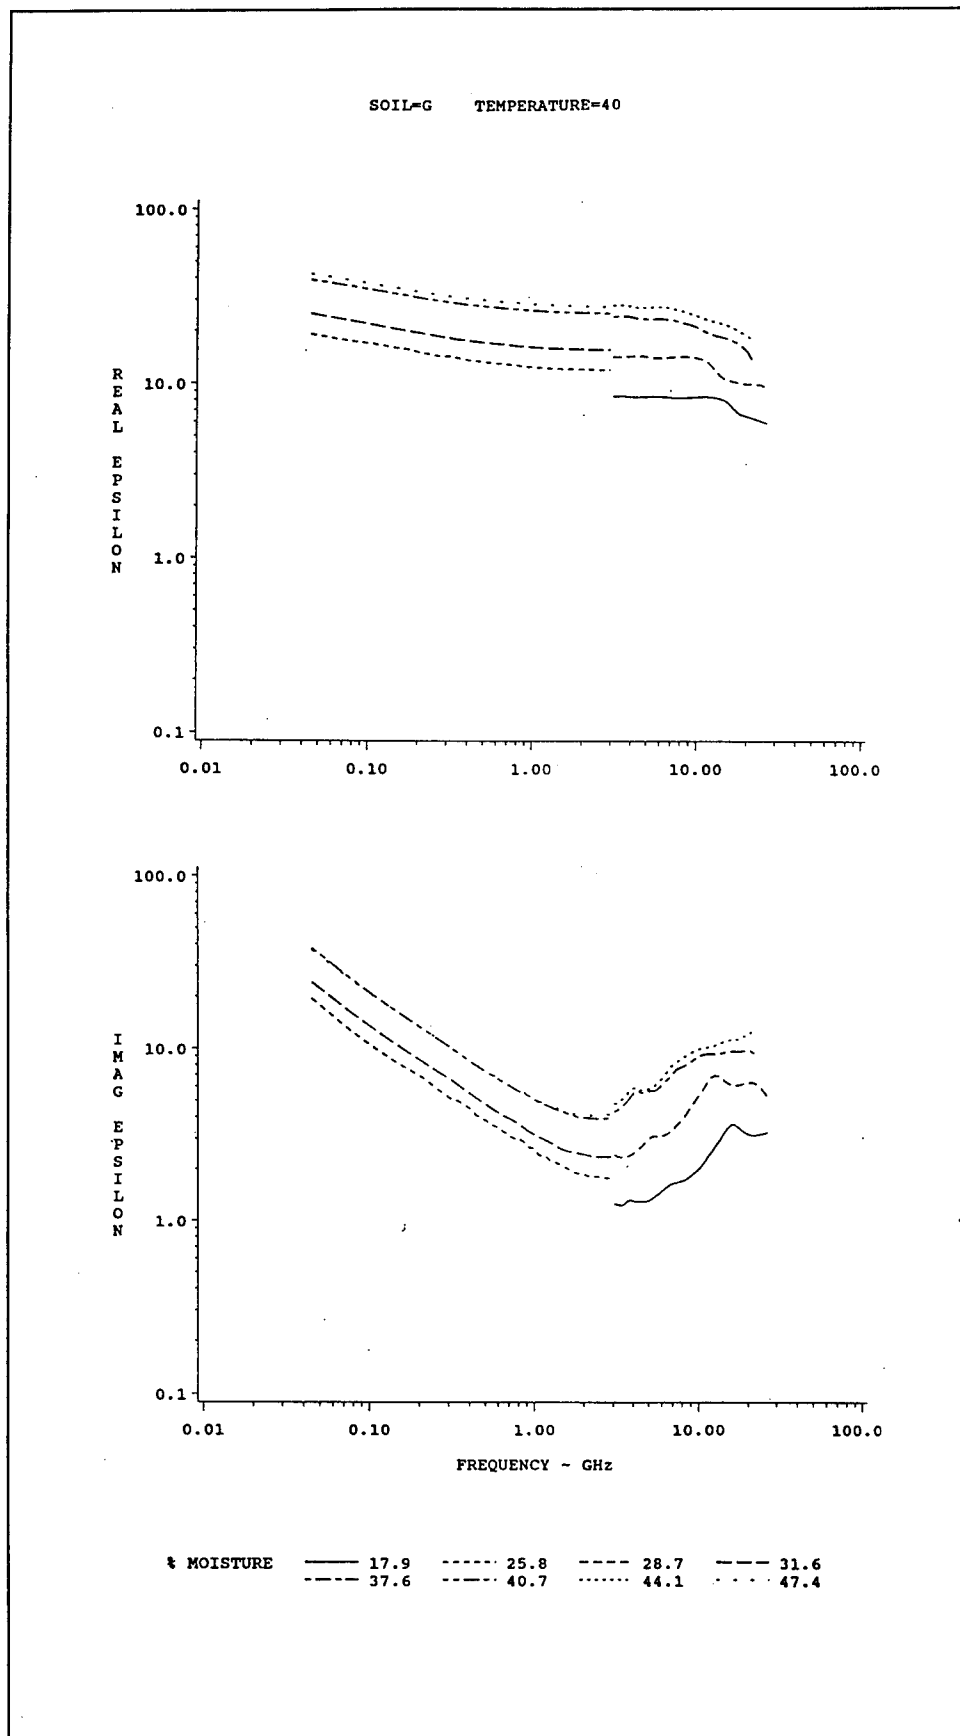 SOIL=G TEMPERATURE=40
100.0
10.0
1.0
0.1
REAL EPSILON
0.01 0.10 1.00 10.00 100.0
100.0
10.0
1.0
0.1
IMAG EPSILON
0.01 0.10 1.00 10.00 100.0
FREQUENCY ~ GHz
% MOISTURE 17.9 25.8 28.7 31.6
37.6 40.7 44.1 47.4